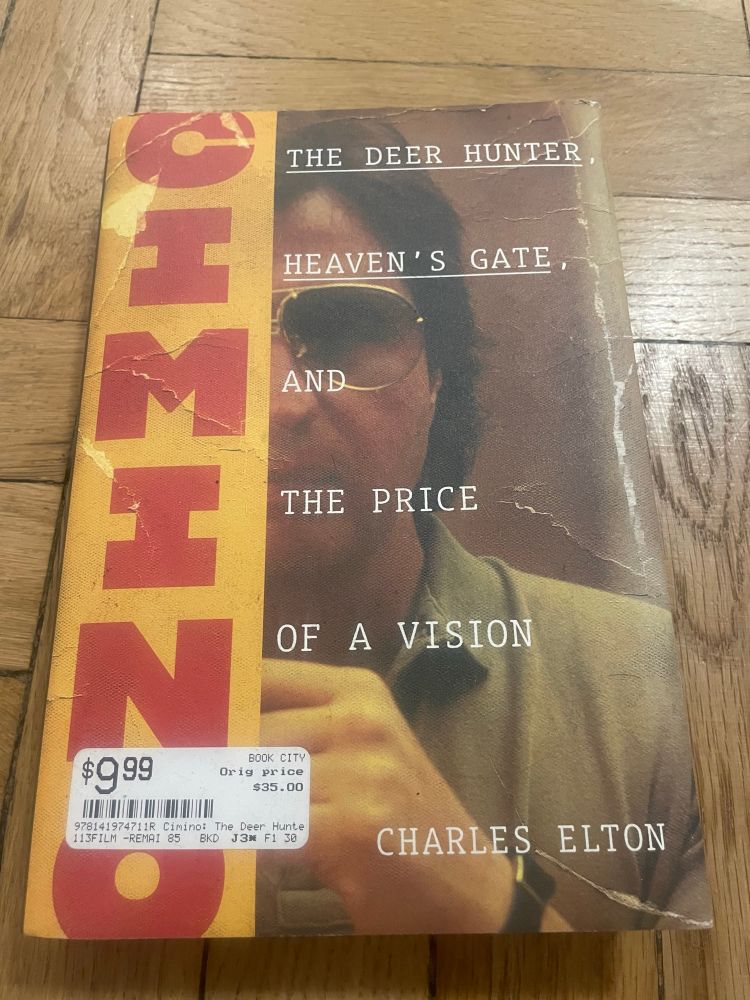 CIMINO
THE DEER HUNTER,
HEAVEN'S GATE,
AND
THE PRICE
OF A VISION
CHARLES ELTON
$9.99
BOOK CITY
Orig price
$35.00
978141974711R Cimino: The Deer Hunte
113FILM -REMAI 85 BKD J3* F1 30